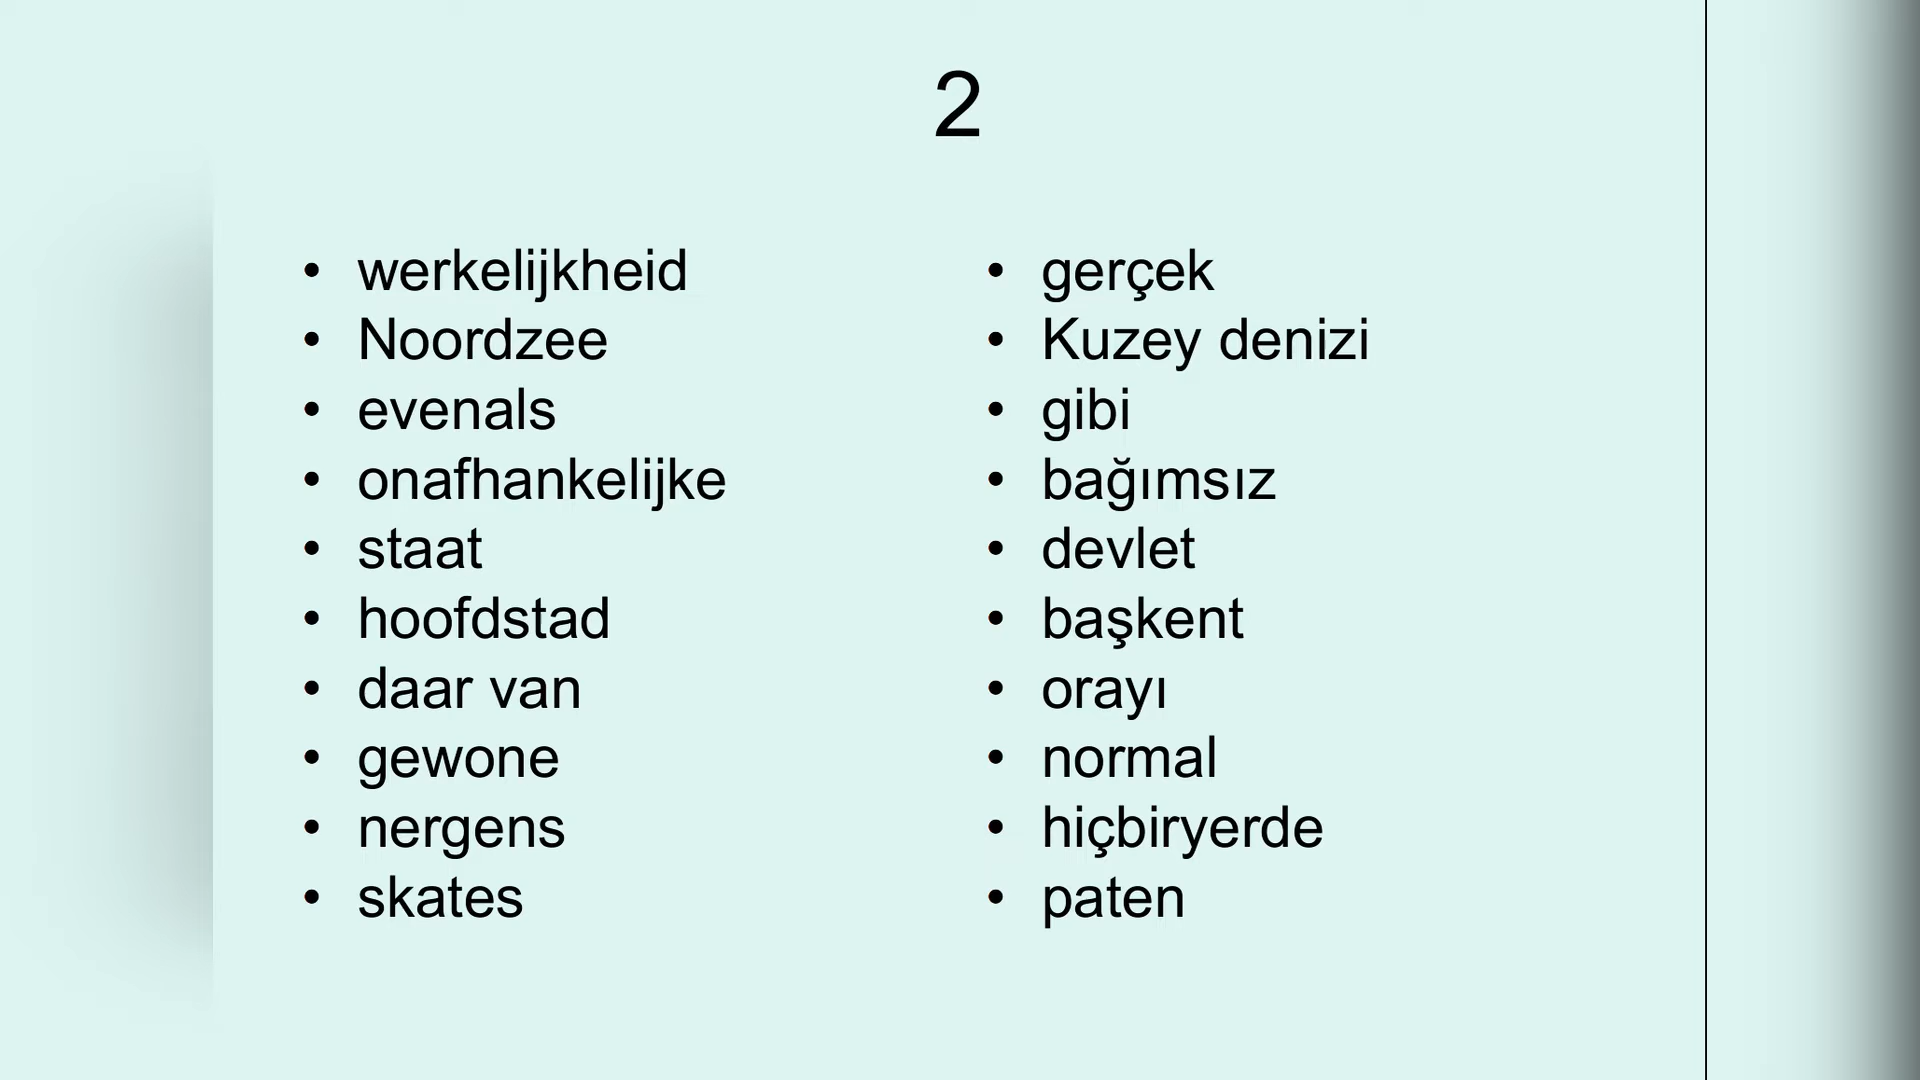 2
werkelijkheid
Noordzee
evenals
onafhankelijke
staat
hoofdstad
daar van
gewone
nergens
skates
gerçek
Kuzey denizi
gibi
bağımsız
devlet
başkent
orayı
normal
hiçbiryerde
paten